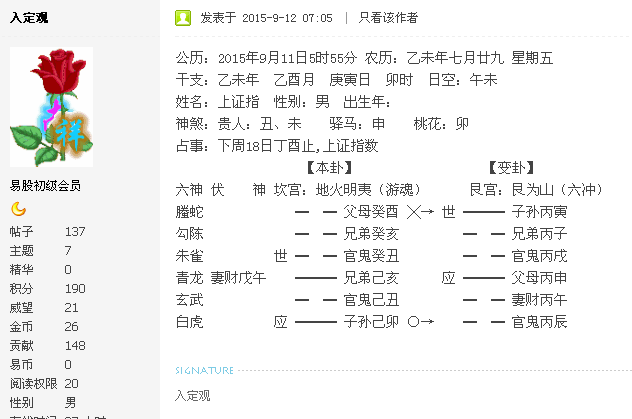 入定观
发表于 2015-9-12 07:05 | 只看该作者
祥
易股初级会员
帖子 137
主题 7
精华 0
积分 190
威望 21
金币 26
贡献 148
易币 0
阅读权限 20
性别 男
公历：2015年9月11日5时55分 农历：乙未年七月廿九 星期五
干支：乙未年 乙酉月 庚寅日 卯时 日空：午未
姓名：上证指 性别：男 出生年：
神煞：贵人：丑、未 驿马：申 桃花：卯
占事：下周18日丁酉止,上证指数
【本卦】 【变卦】
六神 伏 神 坎宫：地火明夷（游魂） 艮宫：艮为山（六冲）
螣蛇 父母癸酉 ╳→ 世 子孙丙寅
勾陈 兄弟癸亥 兄弟丙子
朱雀 世 官鬼癸丑 官鬼丙戌
青龙 妻财戊午 兄弟己亥 应 父母丙申
玄武 官鬼己丑 妻财丙午
白虎 应 子孙己卯 ○→ 官鬼丙辰
SIGNATURE
入定观